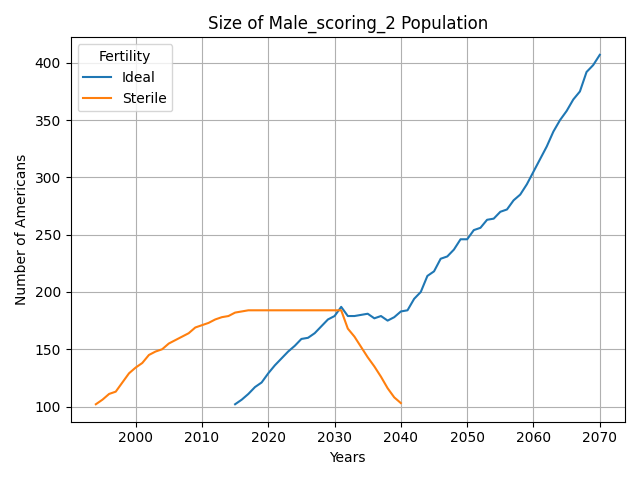 Size of Male_scoring_2 Population
Fertility
Ideal
Sterile
Number of Americans
400
350
300
250
200
150
100
2000 2010 2020 2030 2040 2050 2060 2070
Years